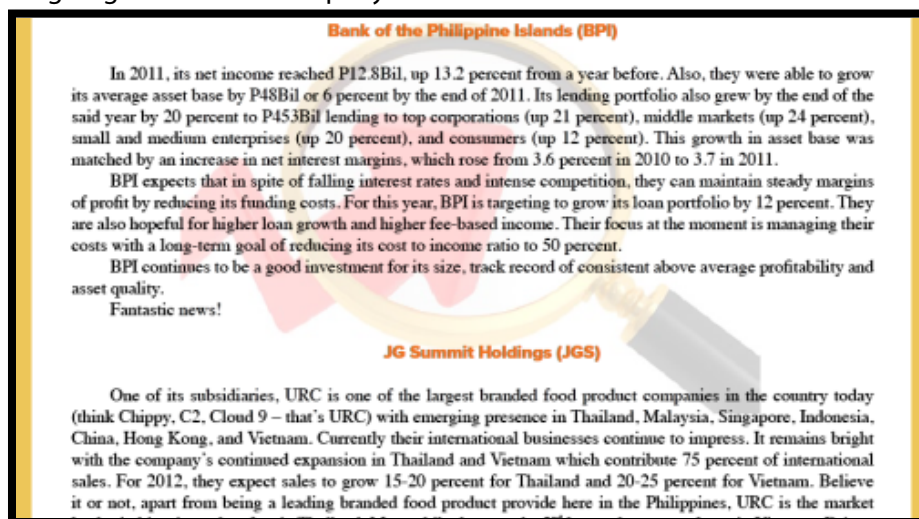 Bank of the Philippine Islands (BPI)
In 2011, its net income reached P12.8Bil, up 13.2 percent from a year before. Also, they were able to grow
its average asset base by P48Bil or 6 percent by the end of 2011. Its lending portfolio also grew by the end of the
said year by 20 percent to P453Bil lending to top corporations (up 21 percent), middle markets (up 24 percent),
small and medium enterprises (up 20 percent), and consumers (up 12 percent). This growth in asset base was
matched by an increase in net interest margins, which rose from 3.6 percent in 2010 to 3.7 in 2011.
BPI expects that in spite of falling interest rates and intense competition, they can maintain steady margins
of profit by reducing its funding costs. For this year, BPI is targeting to grow its loan portfolio by 12 percent. They
are also hopeful for higher loan growth and higher fee-based income. Their focus at the moment is managing their
costs with a long-term goal of reducing its cost to income ratio to 50 percent.
BPI continues to be a good investment for its size, track record of consistent above average profitability and
asset quality.
Fantastic news!
JG Summit Holdings (JGS)
One of its subsidiaries, URC is one of the largest branded food product companies in the country today
(think Chippy, C2, Cloud 9 – that's URC) with emerging presence in Thailand, Malaysia, Singapore, Indonesia,
China, Hong Kong, and Vietnam. Currently their international businesses continue to impress. It remains bright
with the company's continued expansion in Thailand and Vietnam which contribute 75 percent of international
sales. For 2012, they expect sales to grow 15-20 percent for Thailand and 20-25 percent for Vietnam. Believe
it or not, apart from being a leading branded food product provide here in the Philippines, URC is the market